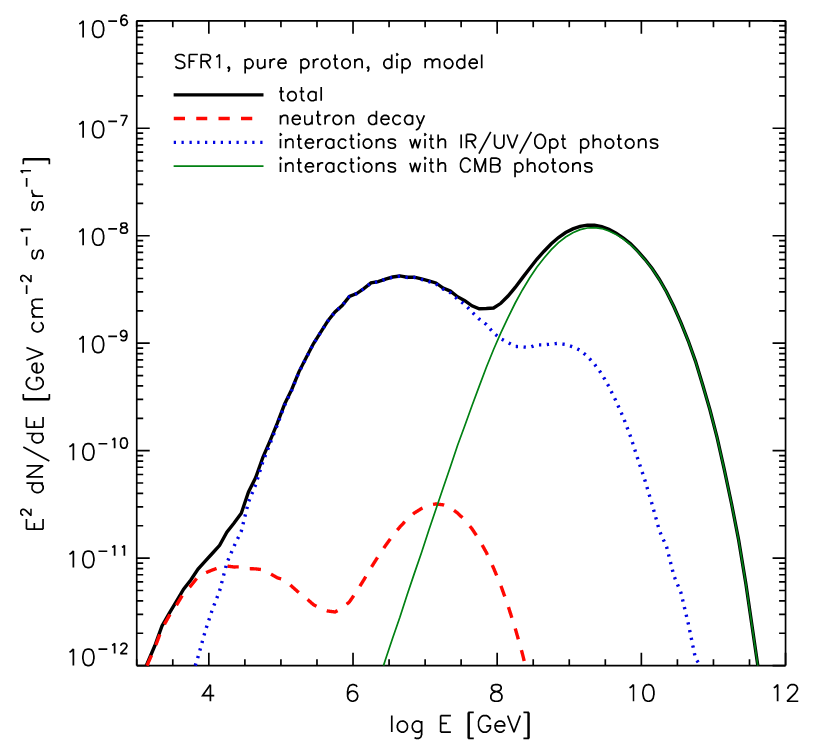 SFR1, pure proton, dip model
total
neutron decay
interactions with IR/UV/Opt photons
interactions with CMB photons
E² dN/dE [GeV cm⁻² s⁻¹ sr⁻¹]
10⁻⁶
10⁻⁷
10⁻⁸
10⁻⁹
10⁻¹⁰
10⁻¹¹
10⁻¹²
4 6 8 10 12
log E [GeV]